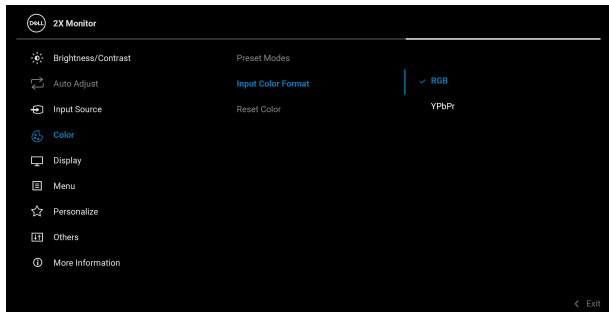 DELL 2X Monitor
Brightness/Contrast Preset Modes
Auto Adjust Input Color Format ✓ RGB
Input Source Reset Color YPbPr
Color
Display
Menu
Personalize
Others
More Information
< Exit